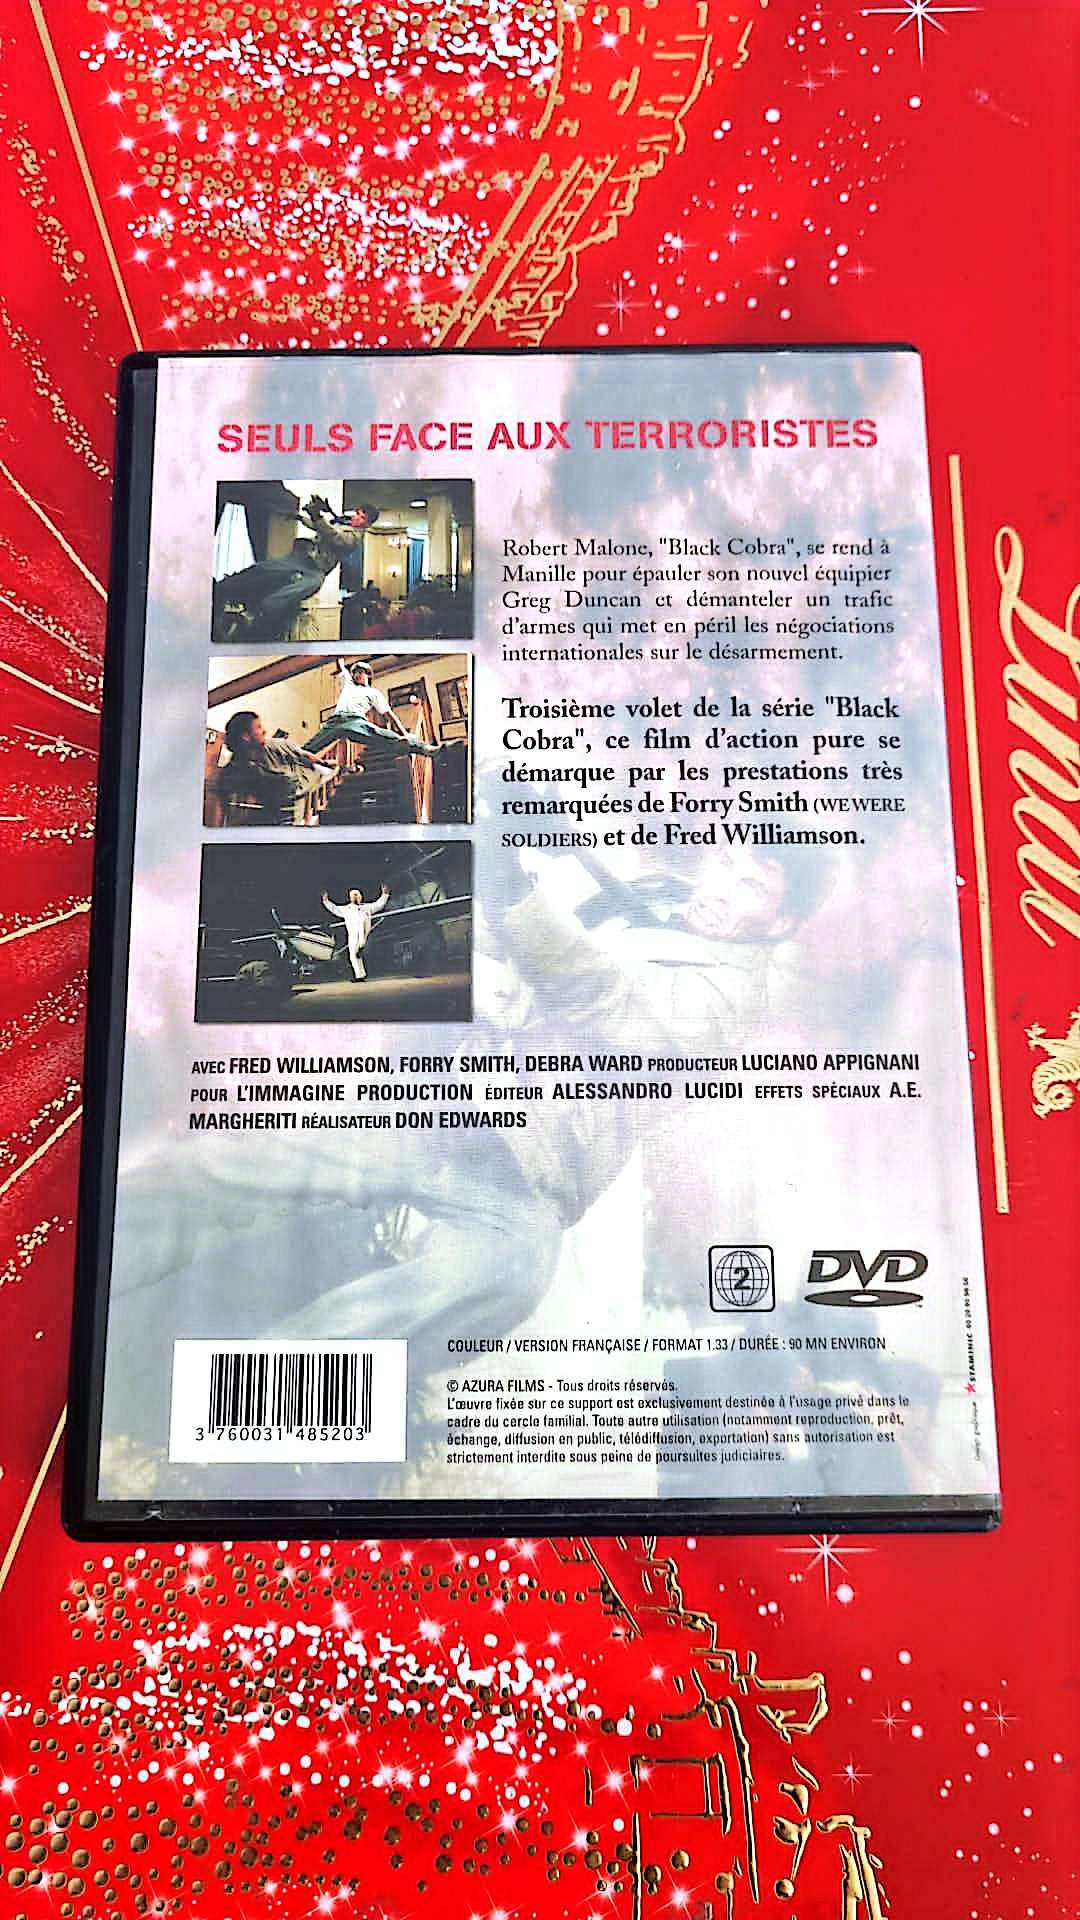 SEULS FACE AUX TERRORISTES
Robert Malone, "Black Cobra", se rend à
Manille pour épauler son nouvel équipier
Greg Duncan et démanteler un trafic
d'armes qui met en péril les négociations
internationales sur le désarmement.
Troisième volet de la série "Black
Cobra", ce film d'action pure se
démarque par les prestations très
remarquées de Forry Smith (WE WERE
SOLDIERS) et de Fred Williamson.
AVEC FRED WILLIAMSON, FORRY SMITH, DEBRA WARD PRODUCTEUR LUCIANO APPIGNANI
POUR L'IMMAGINE PRODUCTION ÉDITEUR ALESSANDRO LUCIDI EFFETS SPÉCIAUX A.E.
MARGHERITI RÉALISATEUR DON EDWARDS
2
DVD
COULEUR / VERSION FRANÇAISE / FORMAT 1.33 / DURÉE : 90 MN ENVIRON
© AZURA FILMS - Tous droits réservés.
L'œuvre fixée sur ce support est exclusivement destinée à l'usage privé dans le
cadre du cercle familial. Toute autre utilisation (notamment reproduction, prêt,
échange, diffusion en public, télédiffusion, exportation) sans autorisation est
strictement interdite sous peine de poursuites judiciaires.
3 760031 485203
STAMINIC